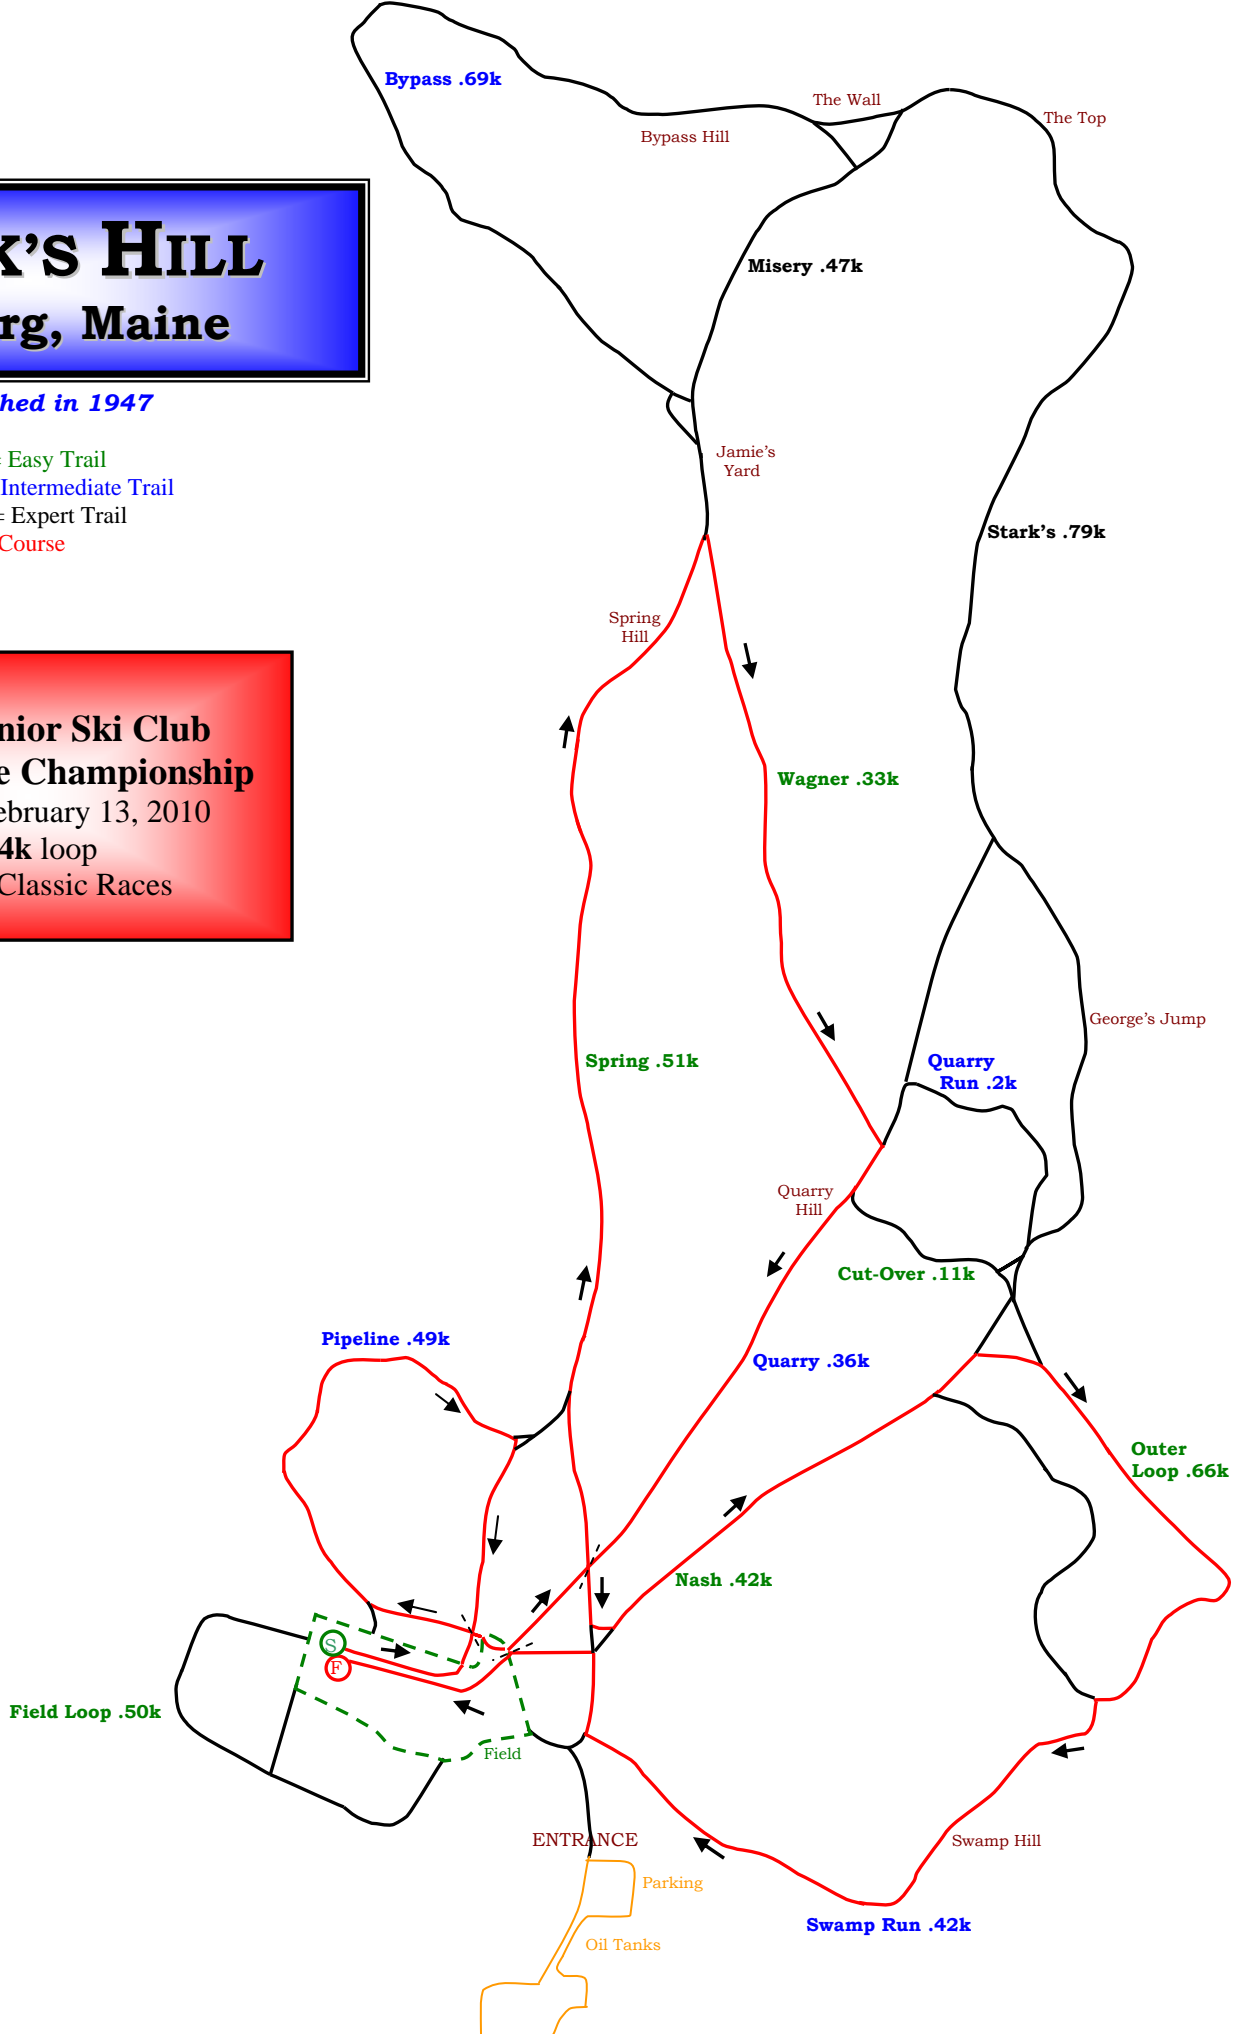 Bypass .69k
The Wall
The Top
Bypass Hill
K'S HILL
rg, Maine
Misery .47k
hed in 1947
= Easy Trail
Intermediate Trail
= Expert Trail
Course
Jamie's
Yard
Stark's .79k
Spring
Hill
nior Ski Club
e Championship
ebruary 13, 2010
4k loop
Classic Races
Wagner .33k
George's Jump
Spring .51k
Quarry
Run .2k
Quarry
Hill
Cut-Over .11k
Pipeline .49k
Quarry .36k
Outer
Loop .66k
Nash .42k
S
F
Field Loop .50k
Field
ENTRANCE
Swamp Hill
Parking
Swamp Run .42k
Oil Tanks